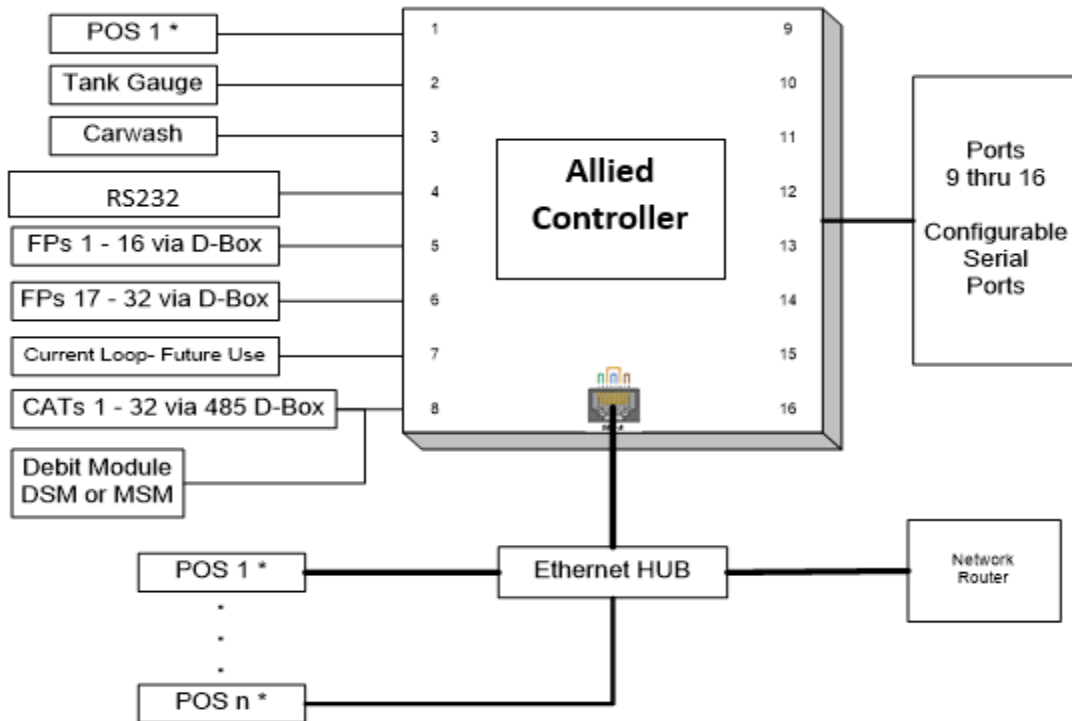 POS 1 *
1
9
Tank Gauge
2
10
Carwash
3
11
Allied
Controller
Ports
9 thru 16
Configurable
Serial
Ports
RS232
4
12
FPs 1 - 16 via D-Box
5
13
FPs 17 - 32 via D-Box
6
14
Current Loop- Future Use
7
15
CATs 1 - 32 via 485 D-Box
8
16
Debit Module
DSM or MSM
POS 1 *
Ethernet HUB
Network
Router
POS n *